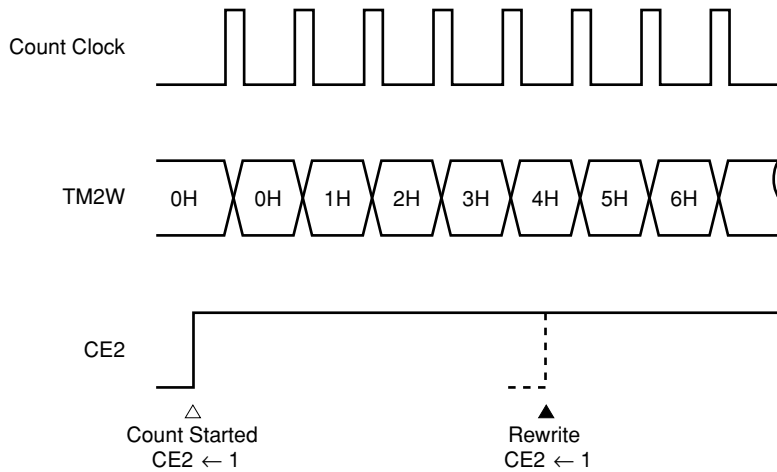 Count Clock
TM2W
0H
0H
1H
2H
3H
4H
5H
6H
CE2
Count Started
CE2 ← 1
Rewrite
CE2 ← 1